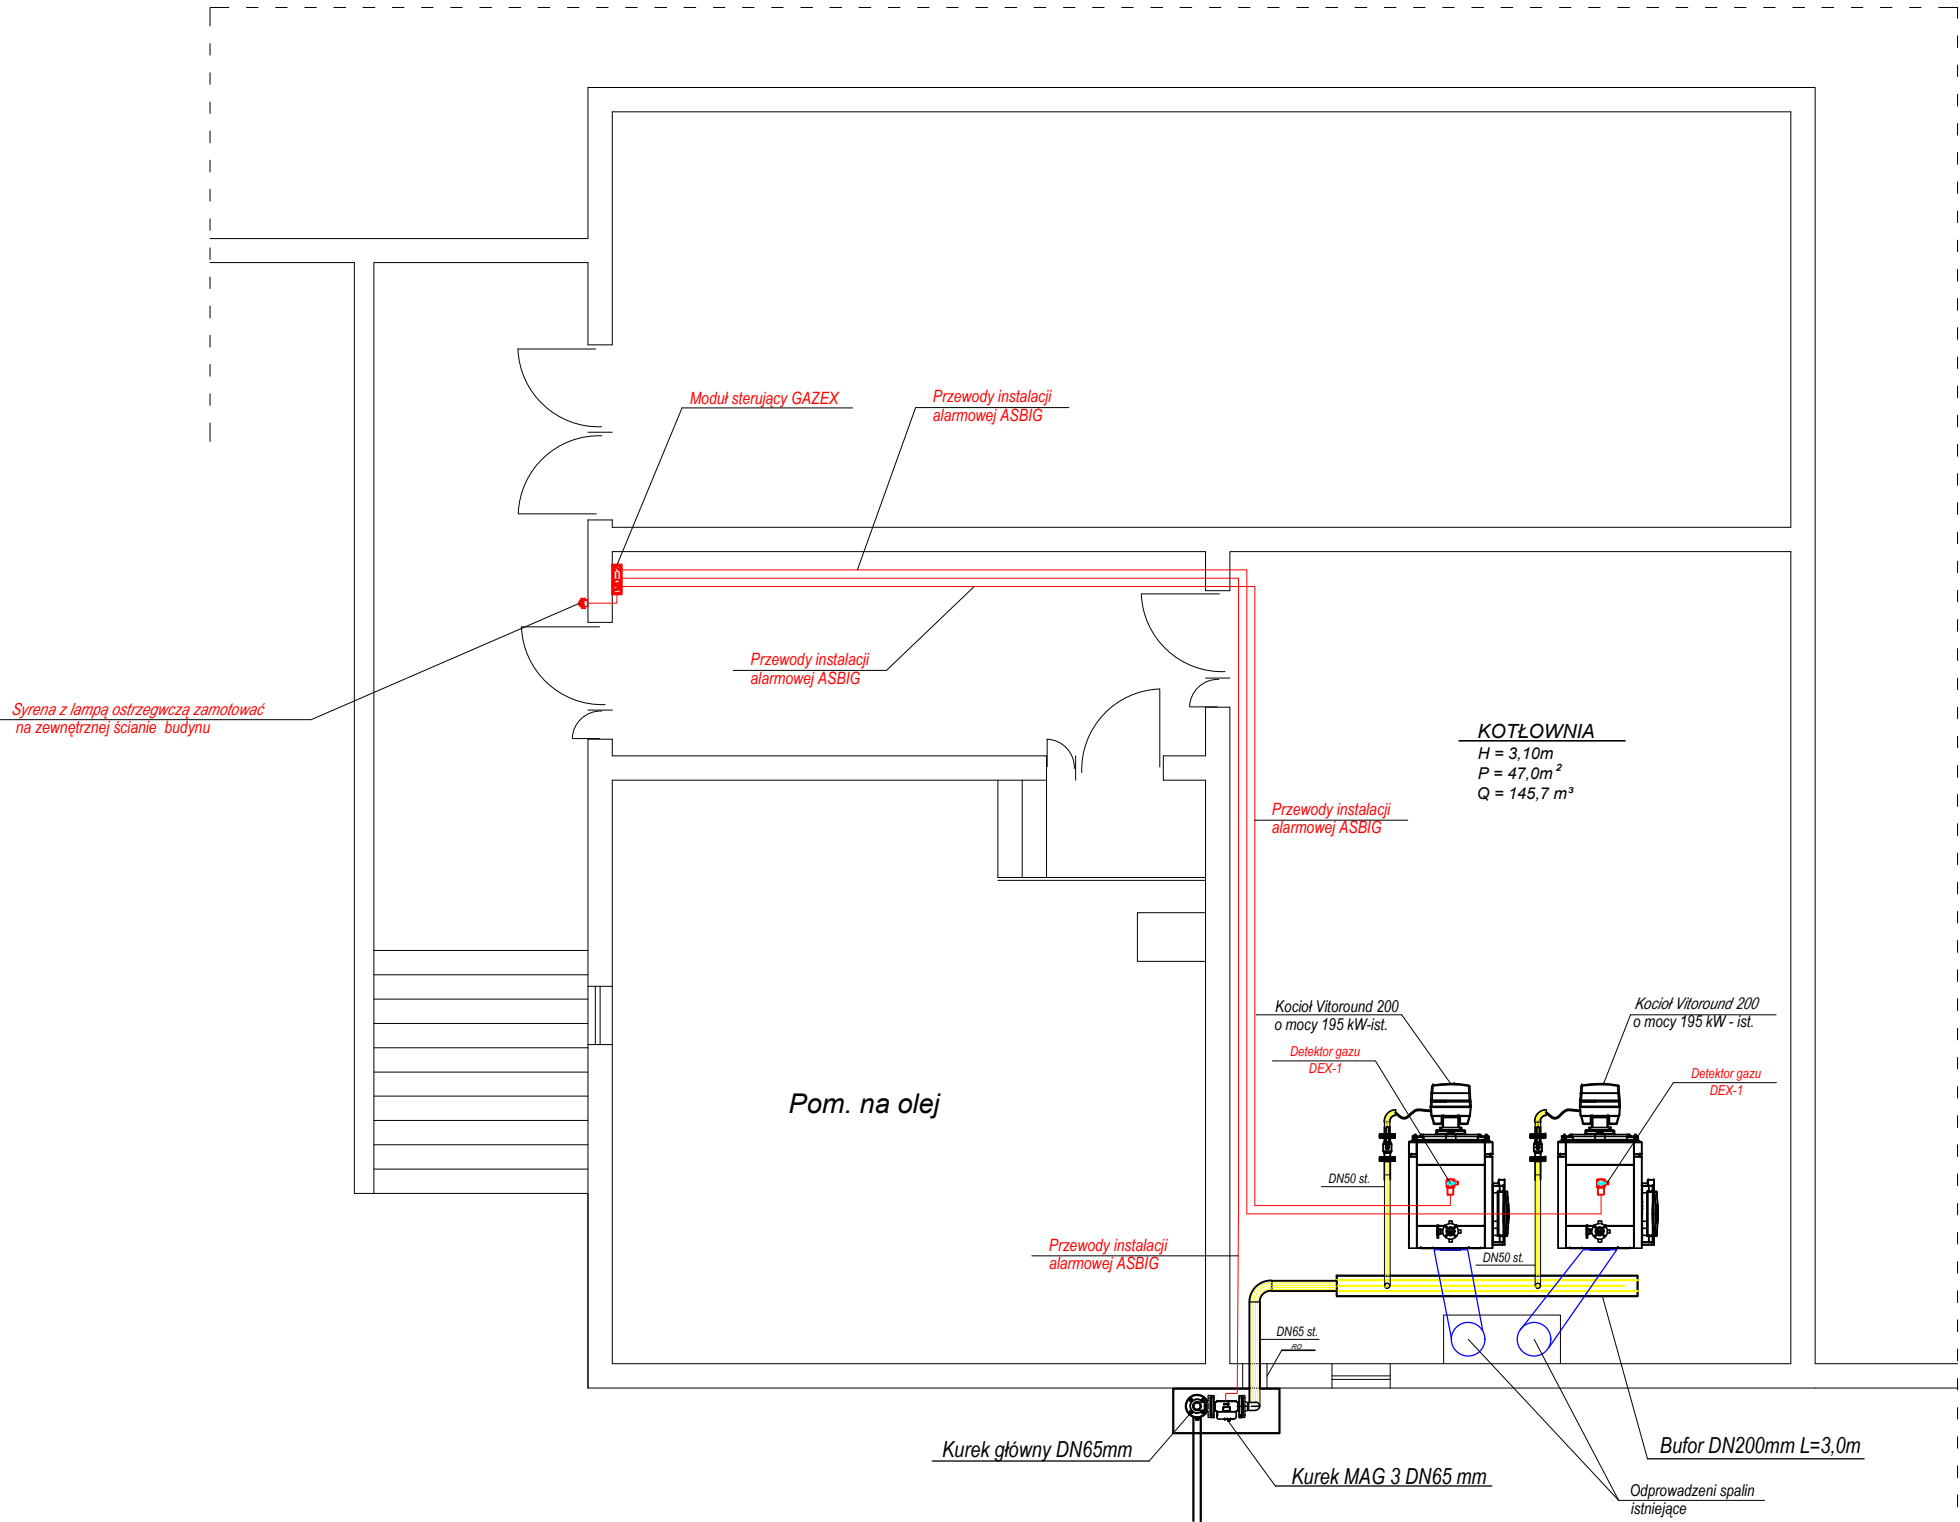 Moduł sterujący GAZEX
Przewody instalacji
alarmowej ASBIG
Przewody instalacji
alarmowej ASBIG
Syrena z lampą ostrzegwczą zamotować
na zewnętrznej ścianie budynu
KOTŁOWNIA
H = 3,10m
P = 47,0m²
Q = 145,7 m³
Przewody instalacji
alarmowej ASBIG
Kocioł Vitoround 200
o mocy 195 kW-ist.
Kocioł Vitoround 200
o mocy 195 kW - ist.
Detektor gazu
DEX-1
Detektor gazu
DEX-1
Pom. na olej
DN50 st.
DN50 st.
Przewody instalacji
alarmowej ASBIG
DN65 st.
RO
Kurek główny DN65mm
Kurek MAG 3 DN65 mm
Bufor DN200mm L=3,0m
Odprowadzeni spalin
istniejące